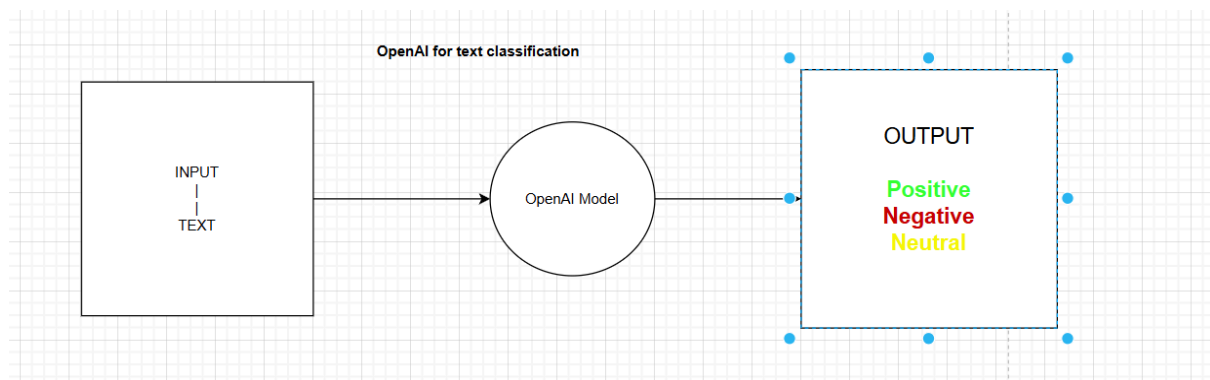 OpenAI for text classification
INPUT
|
|
TEXT
OpenAI Model
OUTPUT
Positive
Negative
Neutral